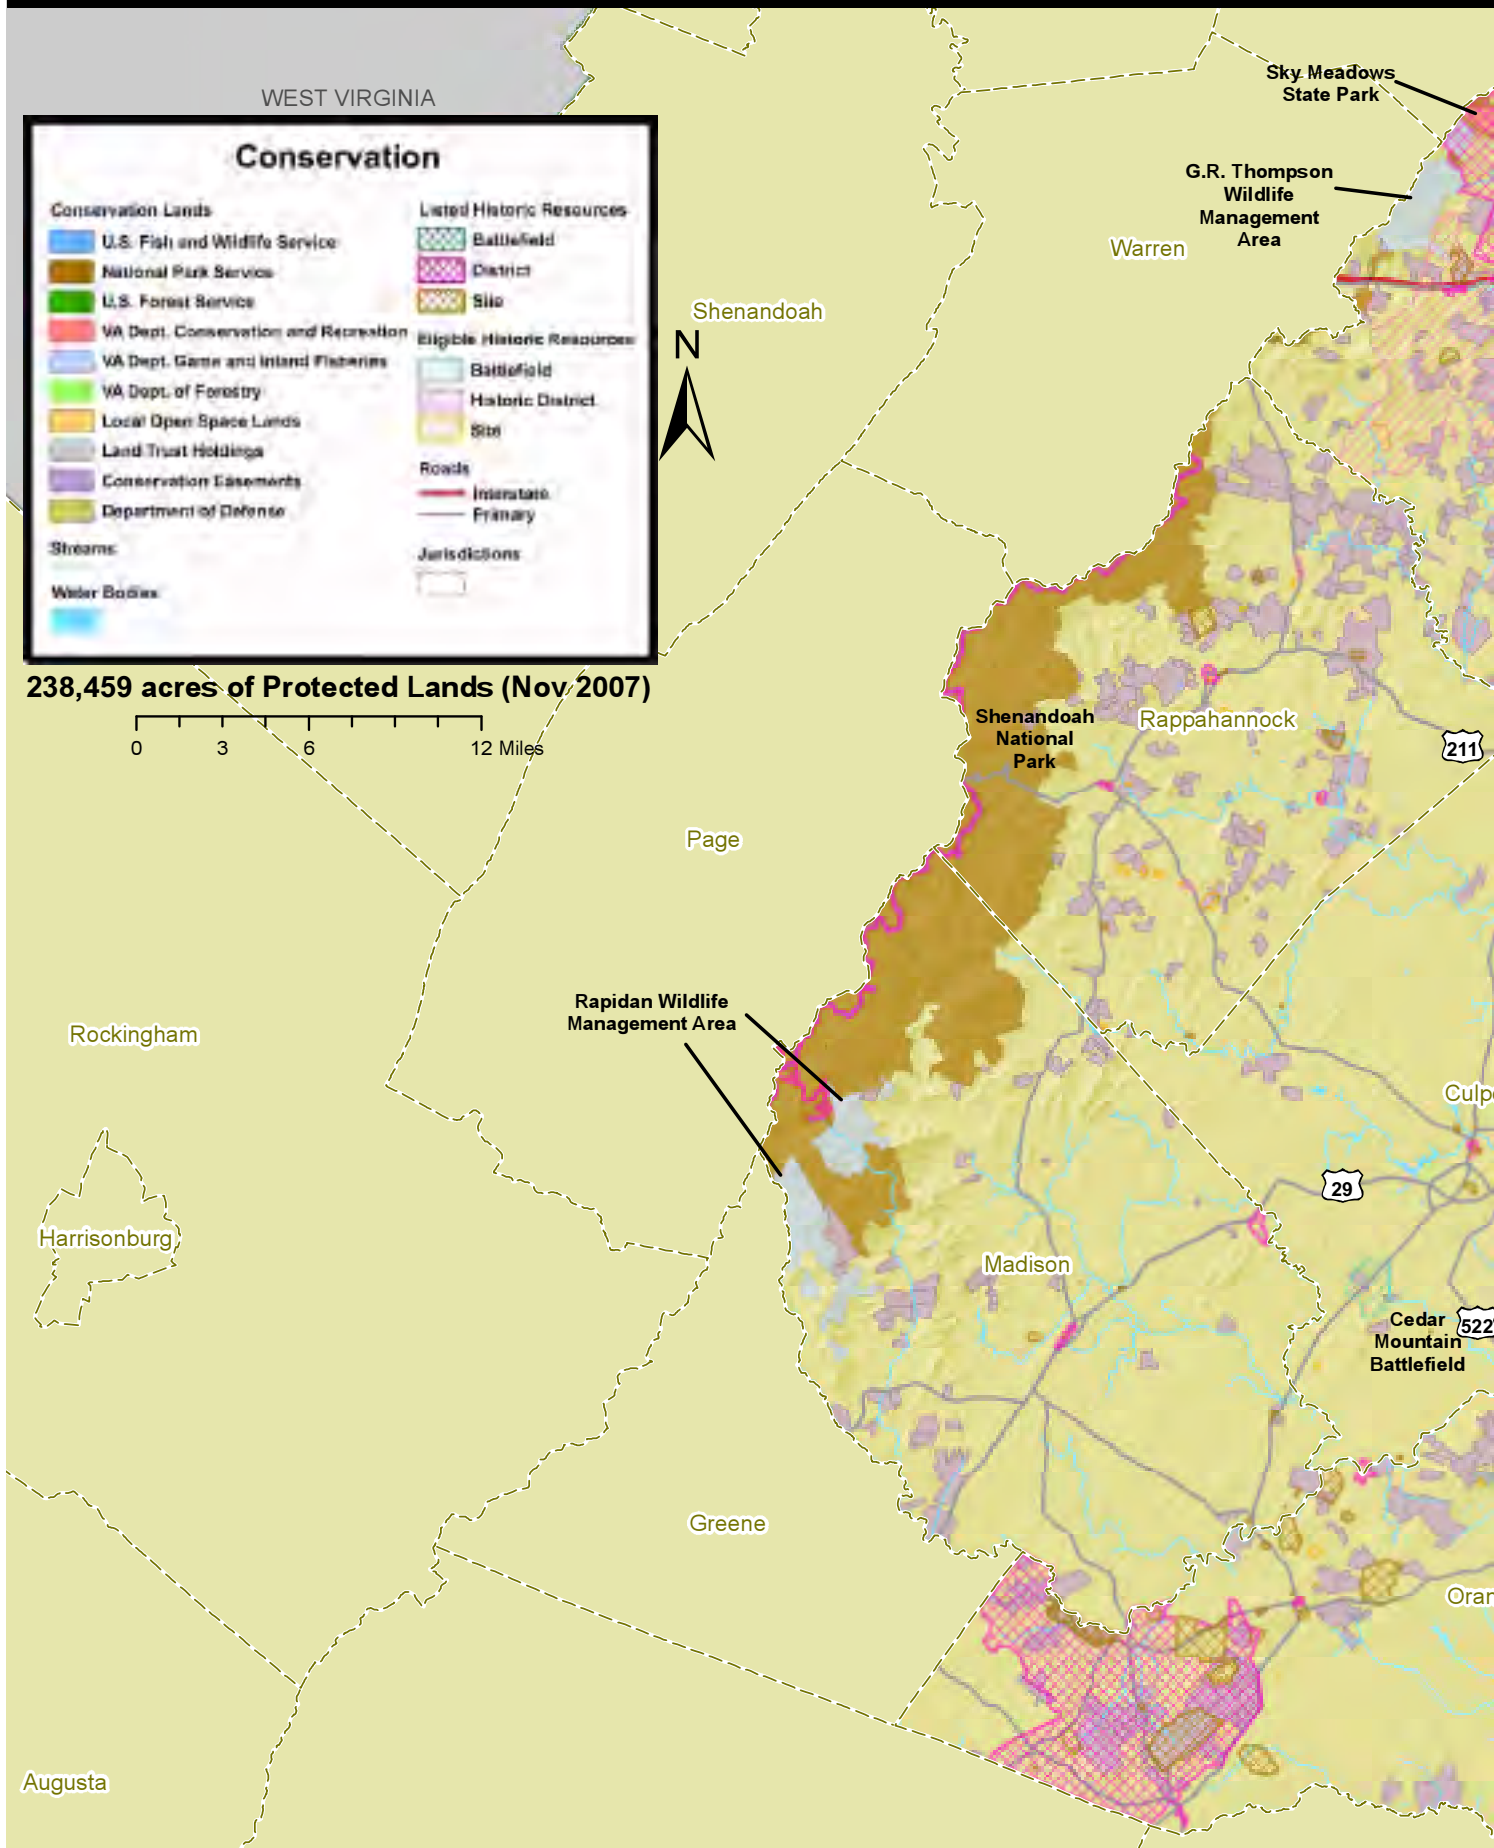 WEST VIRGINIA
Sky Meadows
State Park
G.R. Thompson
Wildlife
Management
Area
Warren
Shenandoah
Conservation
Conservation Lands
U.S. Fish and Wildlife Service
National Park Service
U.S. Forest Service
VA Dept. Conservation and Recreation
VA Dept. Game and Inland Fisheries
VA Dept. of Forestry
Local Open Space Lands
Land Trust Holdings
Conservation Easements
Department of Defense
Streams
Water Bodies
Listed Historic Resources
Battlefield
District
Site
Eligible Historic Resources
Battlefield
Historic District
Site
Roads
Interstate
Primary
Jurisdictions
N
238,459 acres of Protected Lands (Nov 2007)
0 3 6 12 Miles
Shenandoah
National
Park
Rappahannock
211
Page
Rapidan Wildlife
Management Area
Rockingham
Culp
29
Harrisonburg
Madison
Cedar
Mountain
Battlefield
522
Greene
Oran
Augusta